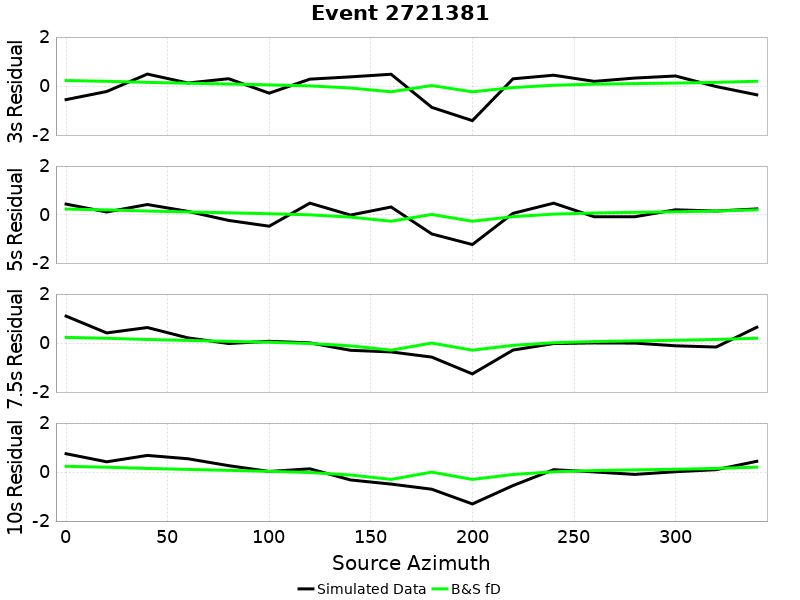 Event 2721381
3s Residual
2
0
-2
5s Residual
2
0
-2
7.5s Residual
2
0
-2
10s Residual
2
0
-2
0 50 100 150 200 250 300
Source Azimuth
Simulated Data B&S fD